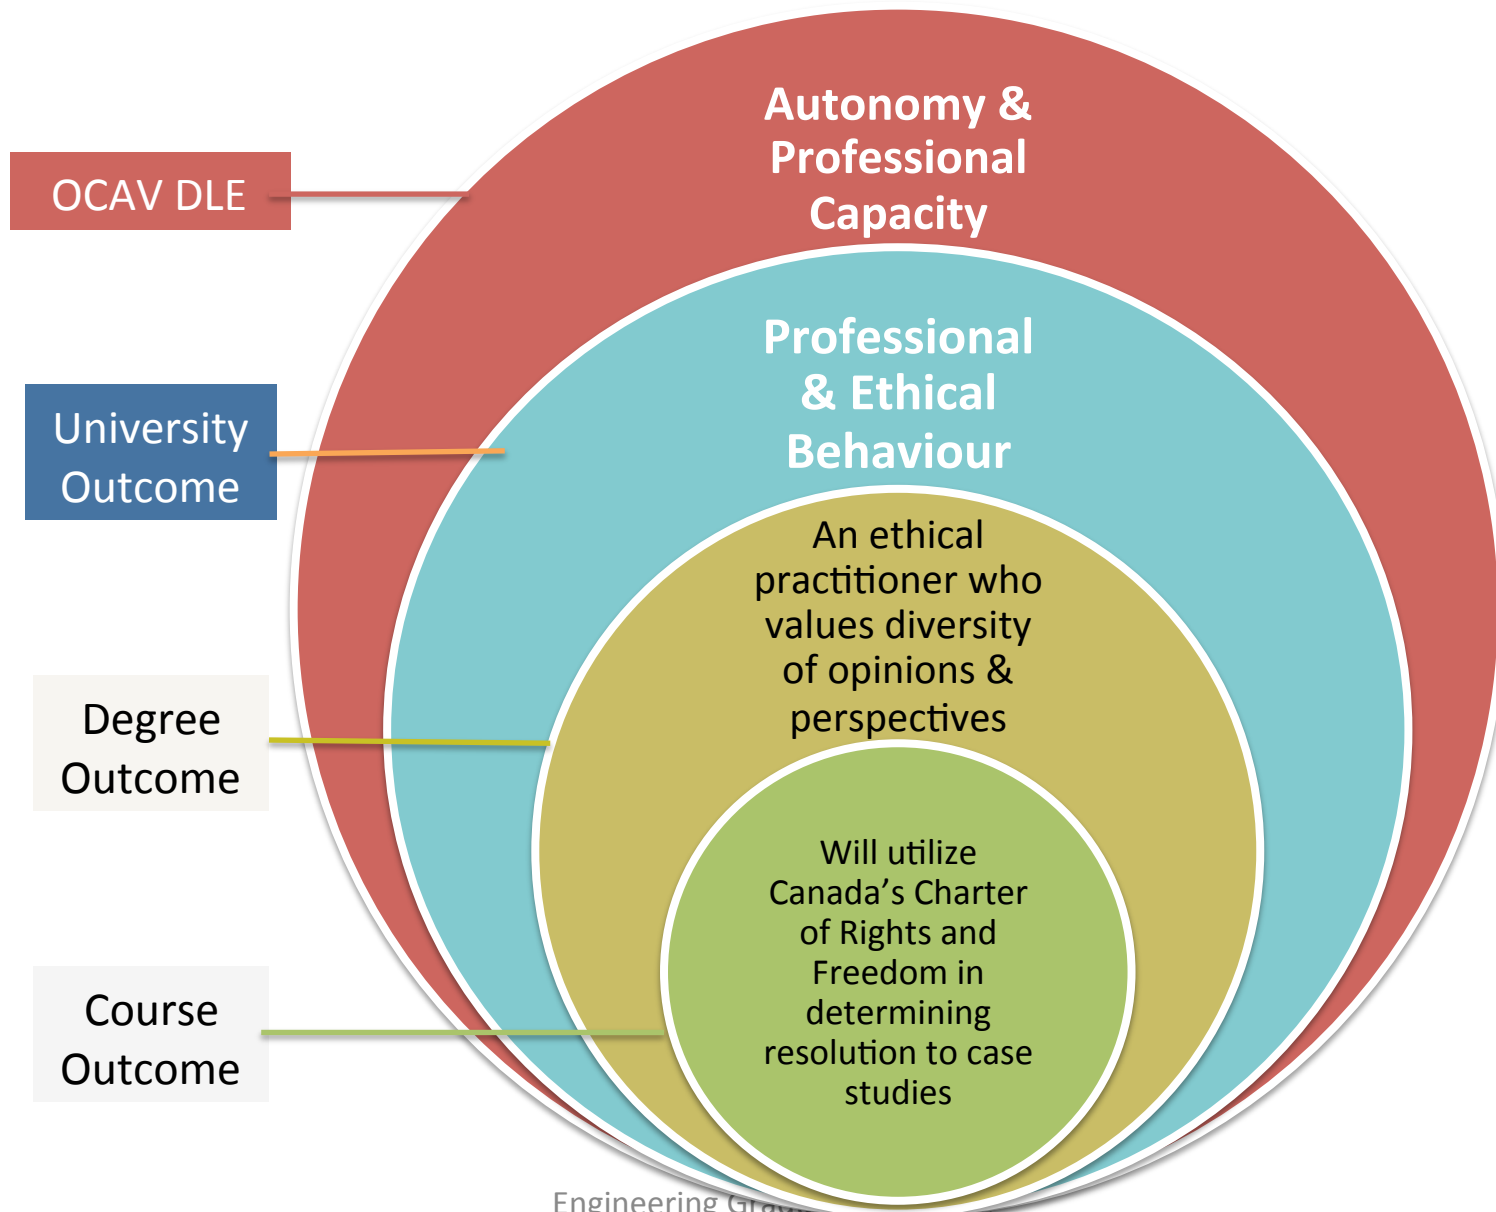 OCAV DLE
University
Outcome
Degree
Outcome
Course
Outcome
Autonomy &
Professional
Capacity
Professional
& Ethical
Behaviour
An ethical
practitioner who
values diversity
of opinions &
perspectives
Will utilize
Canada’s Charter
of Rights and
Freedom in
determining
resolution to case
studies
Engineering